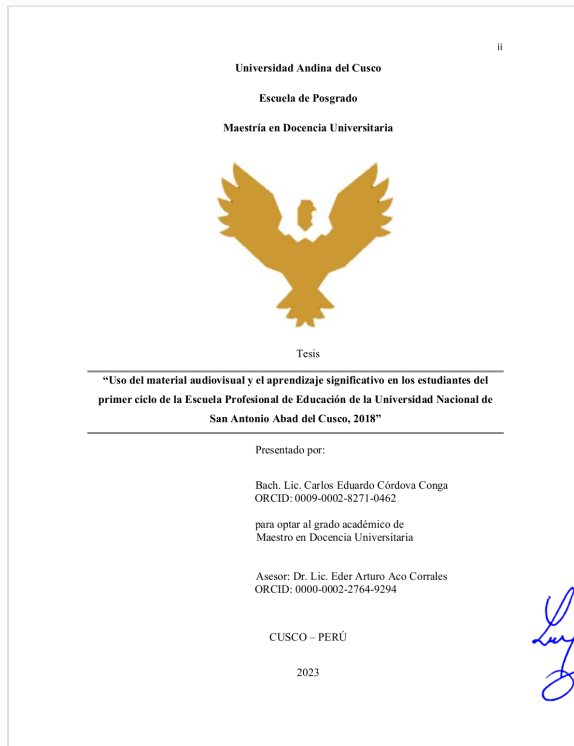 ii
Universidad Andina del Cusco
Escuela de Posgrado
Maestría en Docencia Universitaria
Tesis
“Uso del material audiovisual y el aprendizaje significativo en los estudiantes del
primer ciclo de la Escuela Profesional de Educación de la Universidad Nacional de
San Antonio Abad del Cusco, 2018”
Presentado por:
Bach. Lic. Carlos Eduardo Córdova Conga
ORCID: 0009-0002-8271-0462
para optar al grado académico de
Maestro en Docencia Universitaria
Asesor: Dr. Lic. Eder Arturo Aco Corrales
ORCID: 0000-0002-2764-9294
CUSCO – PERÚ
2023